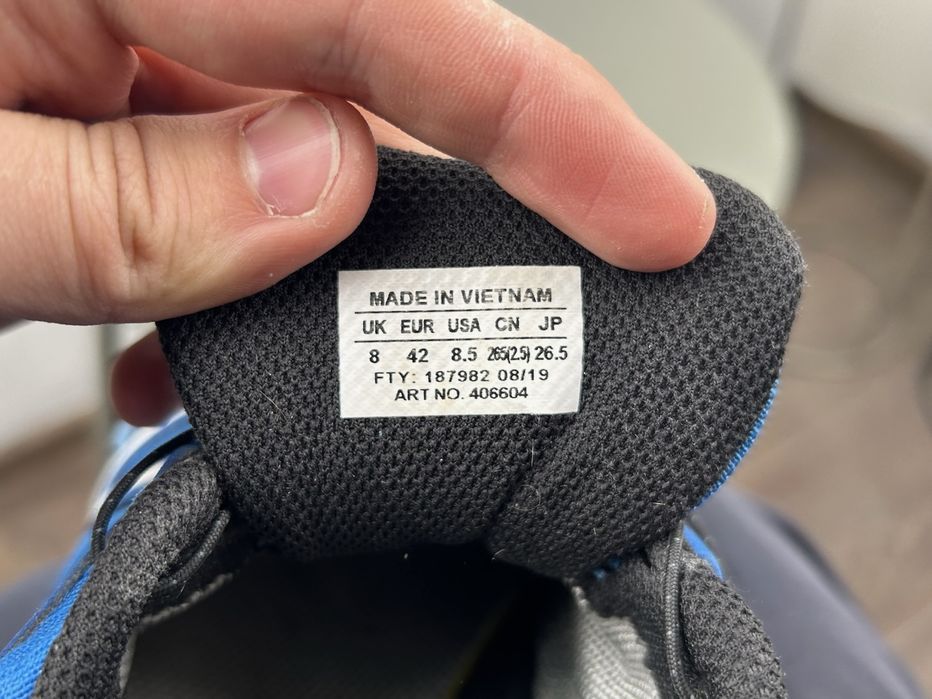 MADE IN VIETNAM
UK EUR USA CN JP
8 42 8.5 265(2.5) 26.5
FTY: 187982 08/19
ART NO. 406604